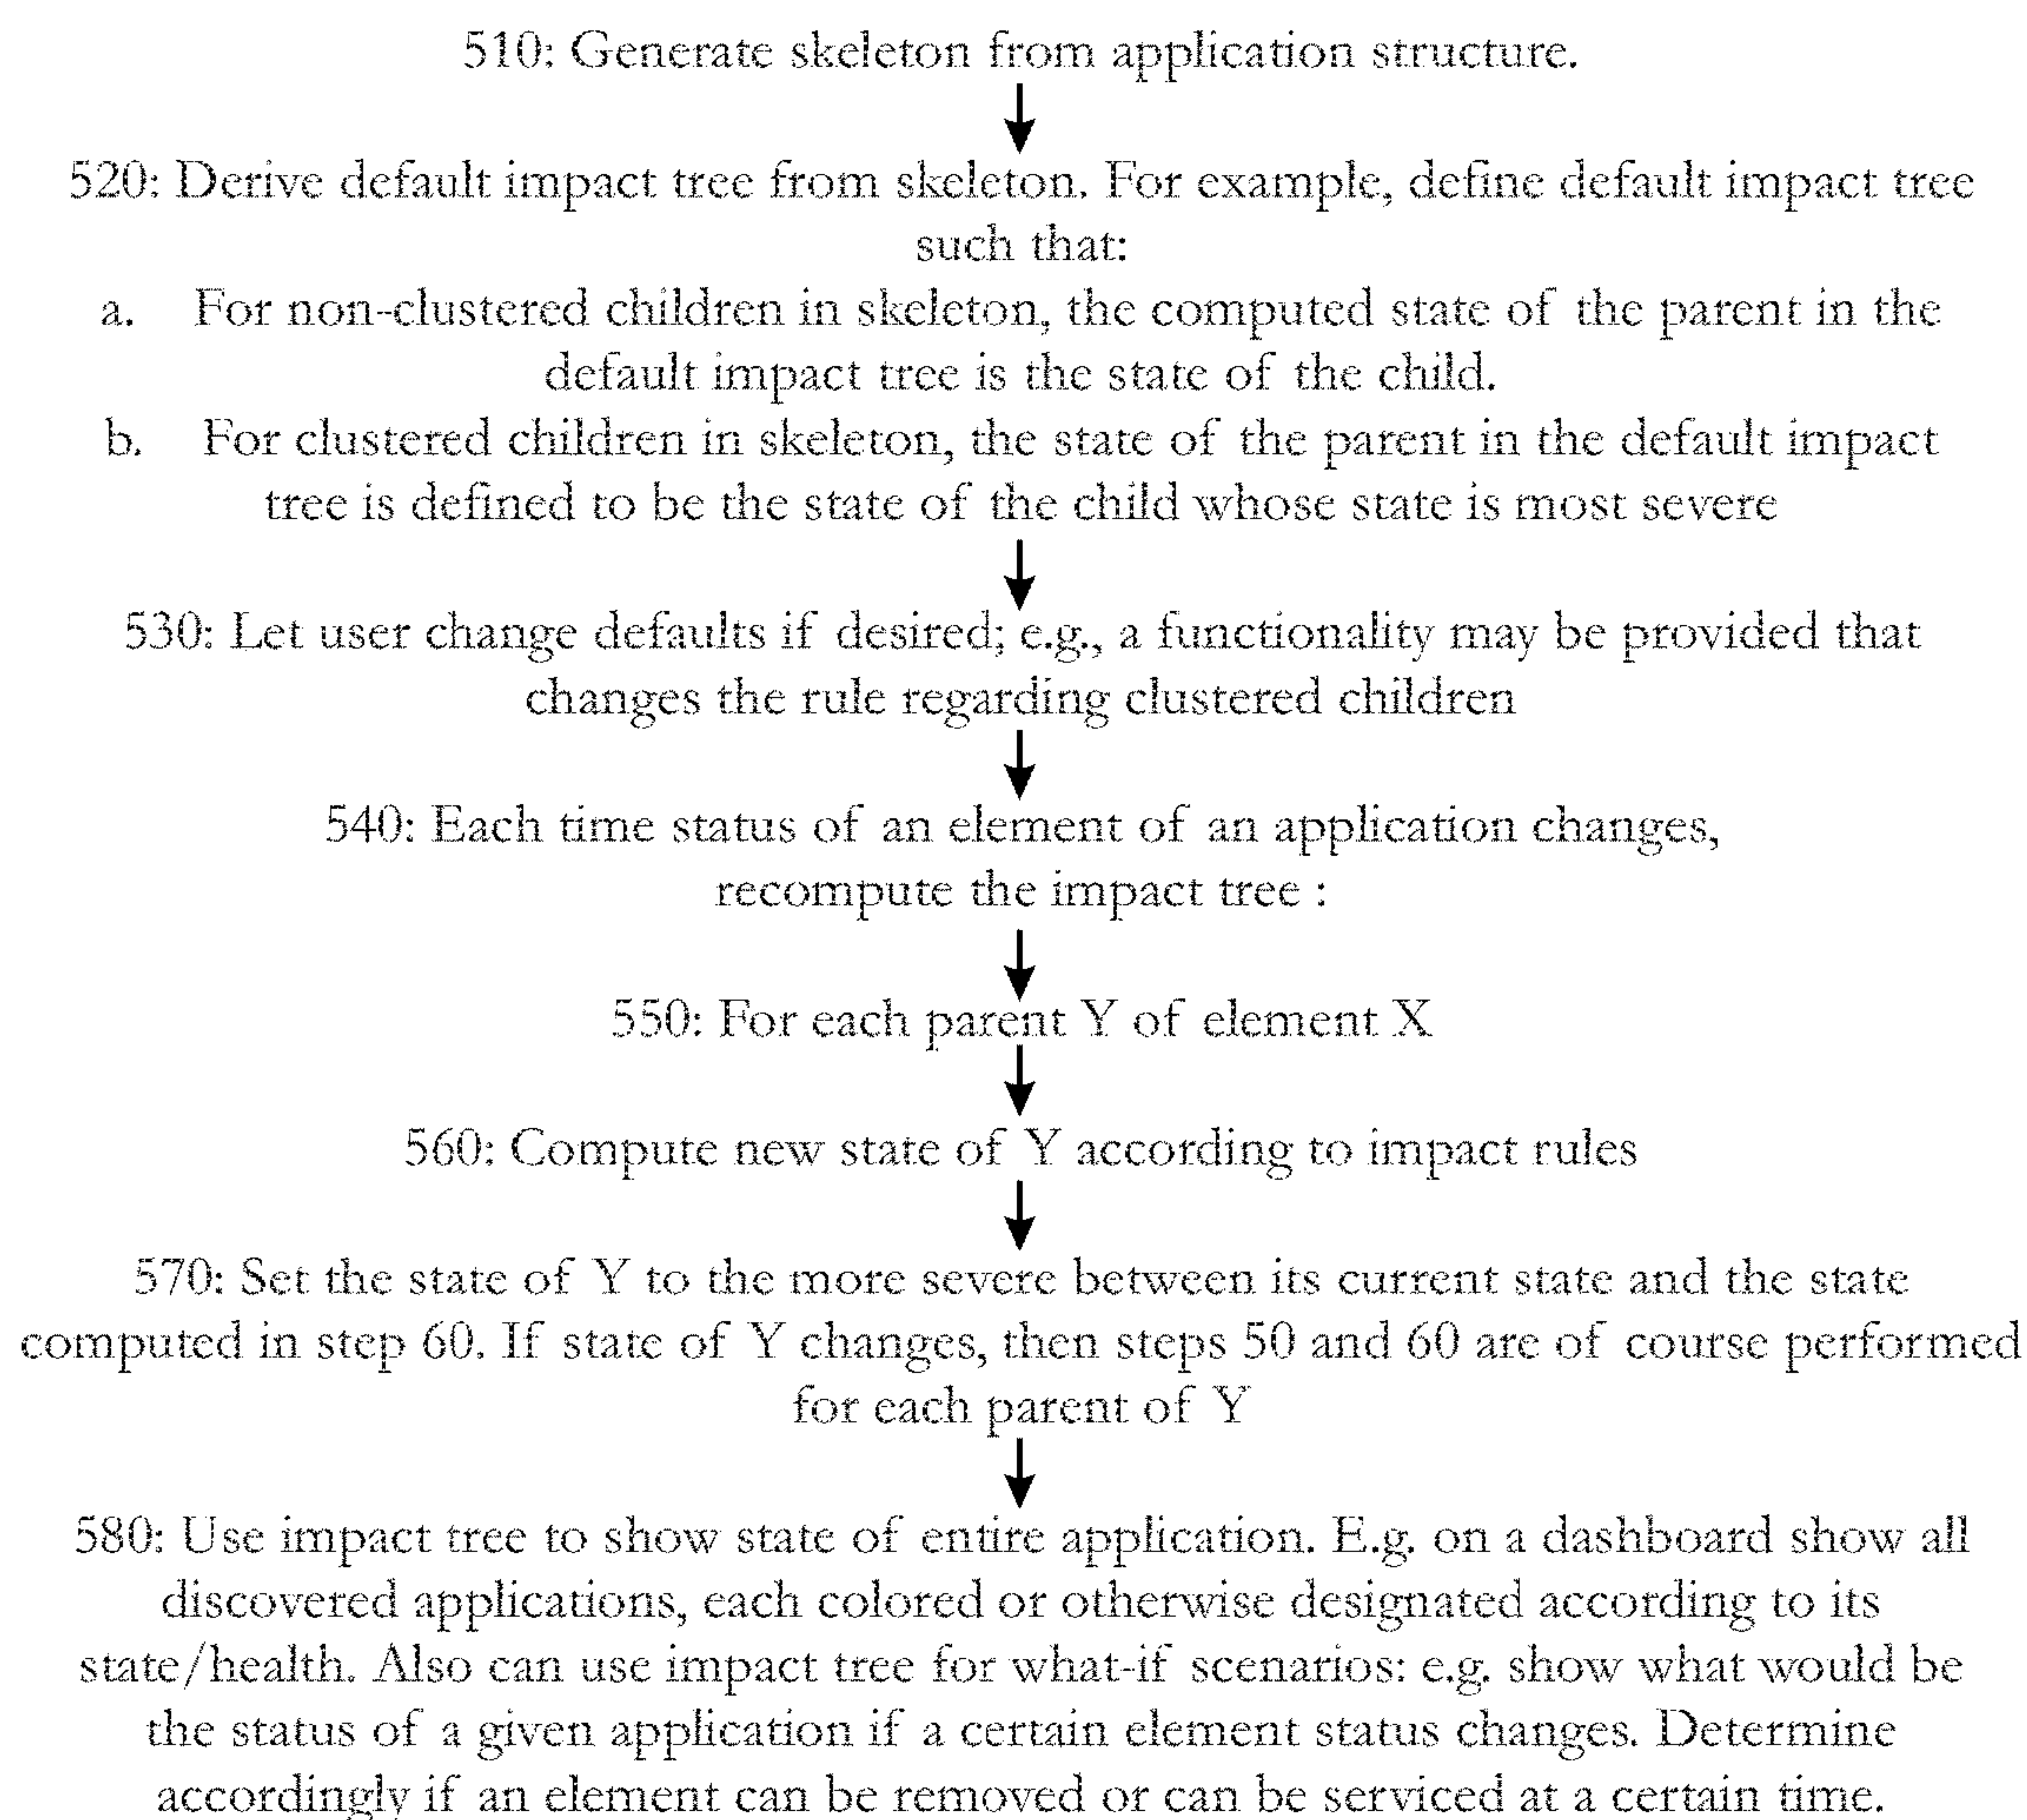 510: Generate skeleton from application structure.
520: Derive default impact tree from skeleton. For example, define default impact tree
such that:
a. For non-clustered children in skeleton, the computed state of the parent in the
default impact tree is the state of the child.
b. For clustered children in skeleton, the state of the parent in the default impact
tree is defined to be the state of the child whose state is most severe
530: Let user change defaults if desired; e.g., a functionality may be provided that
changes the rule regarding clustered children
540: Each time status of an element of an application changes,
recompute the impact tree :
550: For each parent Y of element X
560: Compute new state of Y according to impact rules
570: Set the state of Y to the more severe between its current state and the state
computed in step 60. If state of Y changes, then steps 50 and 60 are of course performed
for each parent of Y
580: Use impact tree to show state of entire application. E.g. on a dashboard show all
discovered applications, each colored or otherwise designated according to its
state/health. Also can use impact tree for what-if scenarios: e.g. show what would be
the status of a given application if a certain element status changes. Determine
accordingly if an element can be removed or can be serviced at a certain time.